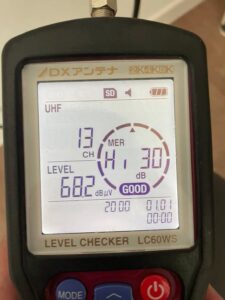 DXアンテナ 2K4K8K
SD
UHF
13
CH
MER
Hi 30
dB
LEVEL
68.2 dBμV
GOOD
20:00 01.01
00:00
LEVEL CHECKER LC60WS
MODE